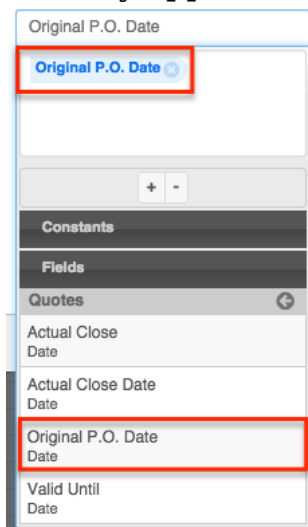 Original P.O. Date
Original P.O. Date
+ -
Constants
Fields
Quotes
Actual Close
Date
Actual Close Date
Date
Original P.O. Date
Date
Valid Until
Date